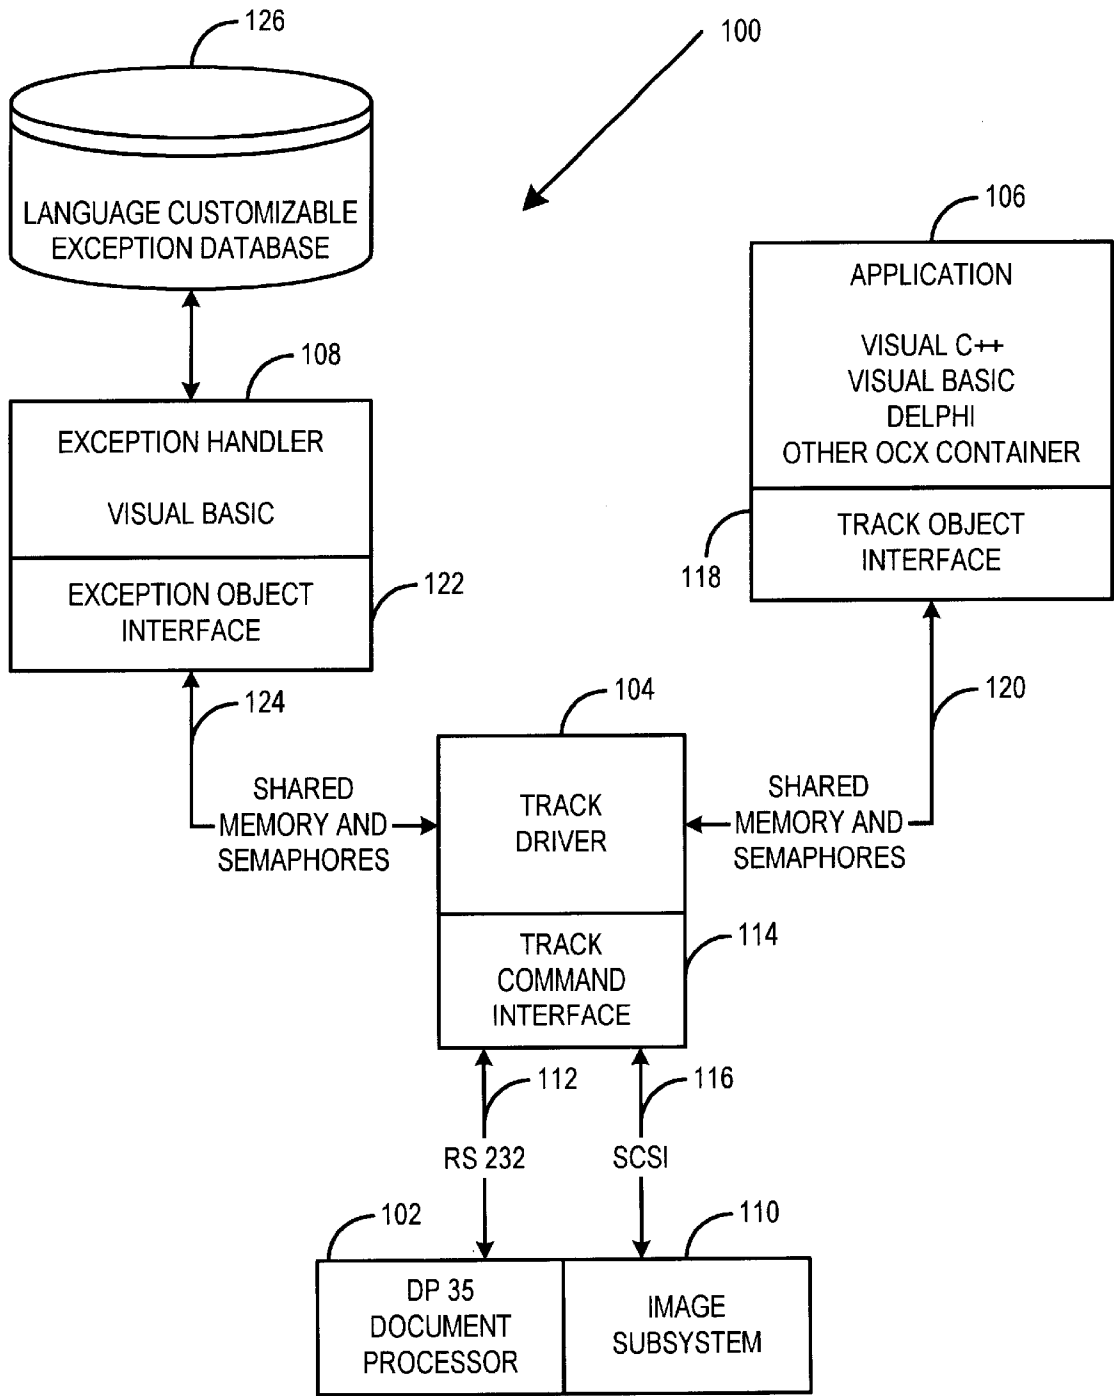 126
100
LANGUAGE CUSTOMIZABLE
EXCEPTION DATABASE
106
APPLICATION
VISUAL C++
VISUAL BASIC
DELPHI
OTHER OCX CONTAINER
108
EXCEPTION HANDLER
VISUAL BASIC
118
TRACK OBJECT
INTERFACE
122
EXCEPTION OBJECT
INTERFACE
124
104
120
SHARED
MEMORY AND
SEMAPHORES
TRACK
DRIVER
SHARED
MEMORY AND
SEMAPHORES
114
TRACK
COMMAND
INTERFACE
112
116
RS 232
SCSI
102
110
DP 35
DOCUMENT
PROCESSOR
IMAGE
SUBSYSTEM